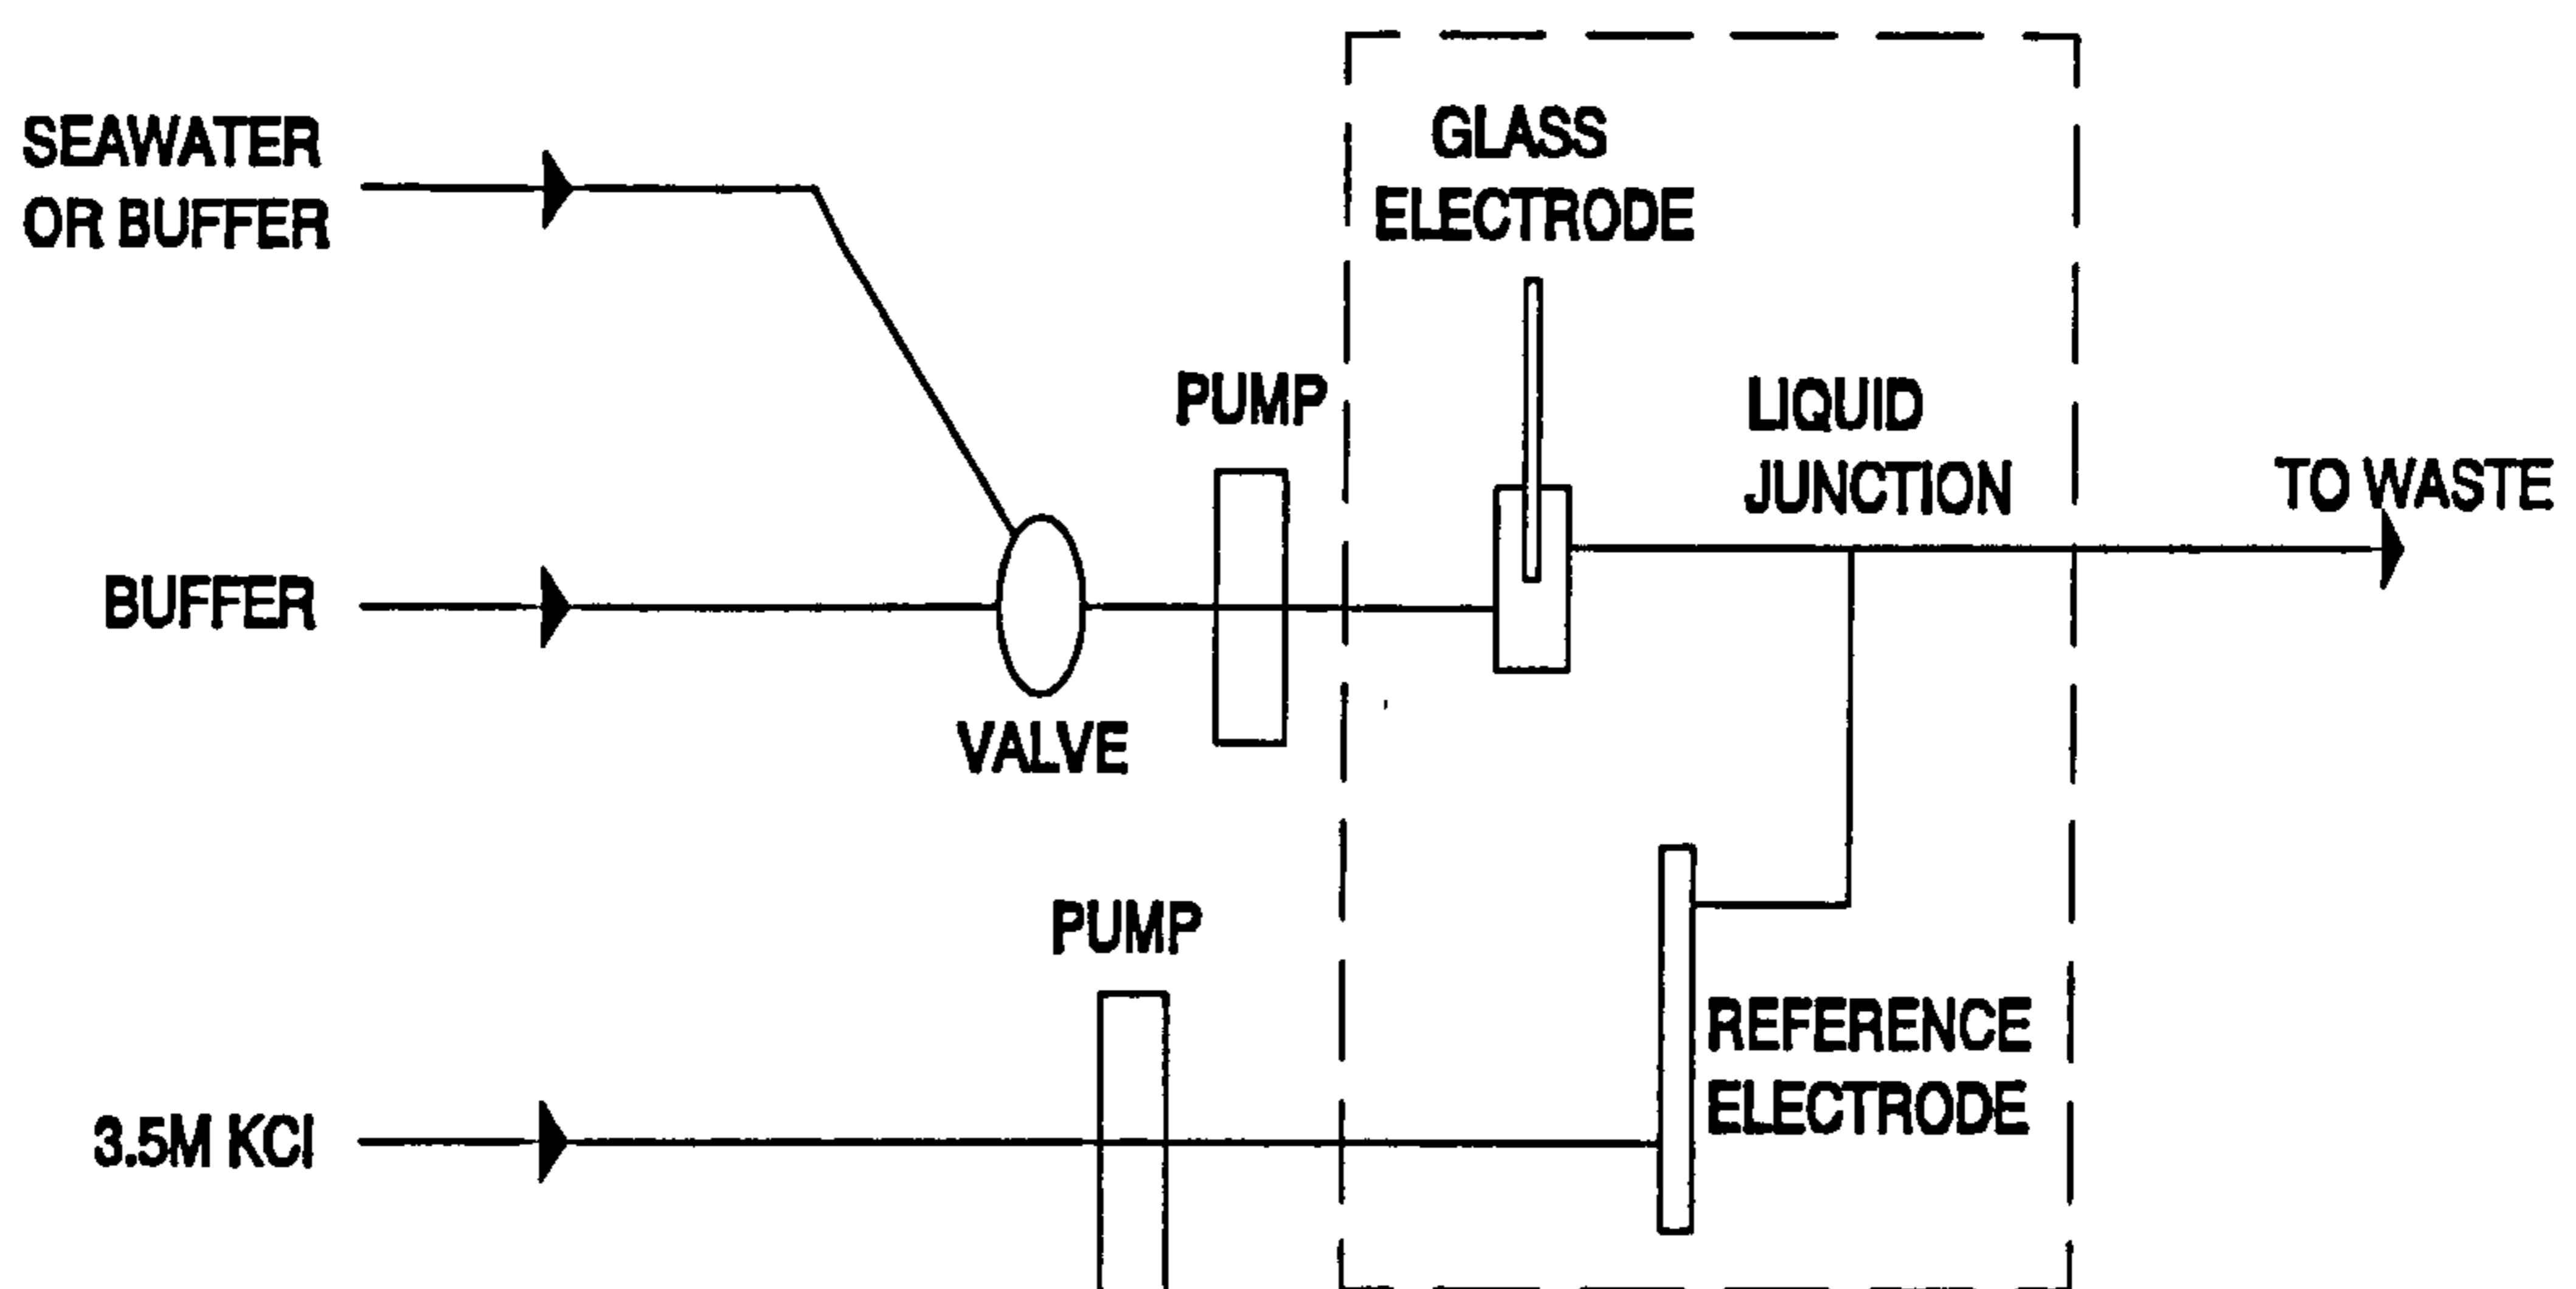 SEAWATER
OR BUFFER
GLASS
ELECTRODE
PUMP
LIQUID
JUNCTION
TO WASTE
BUFFER
VALVE
PUMP
REFERENCE
ELECTRODE
3.5M KCl